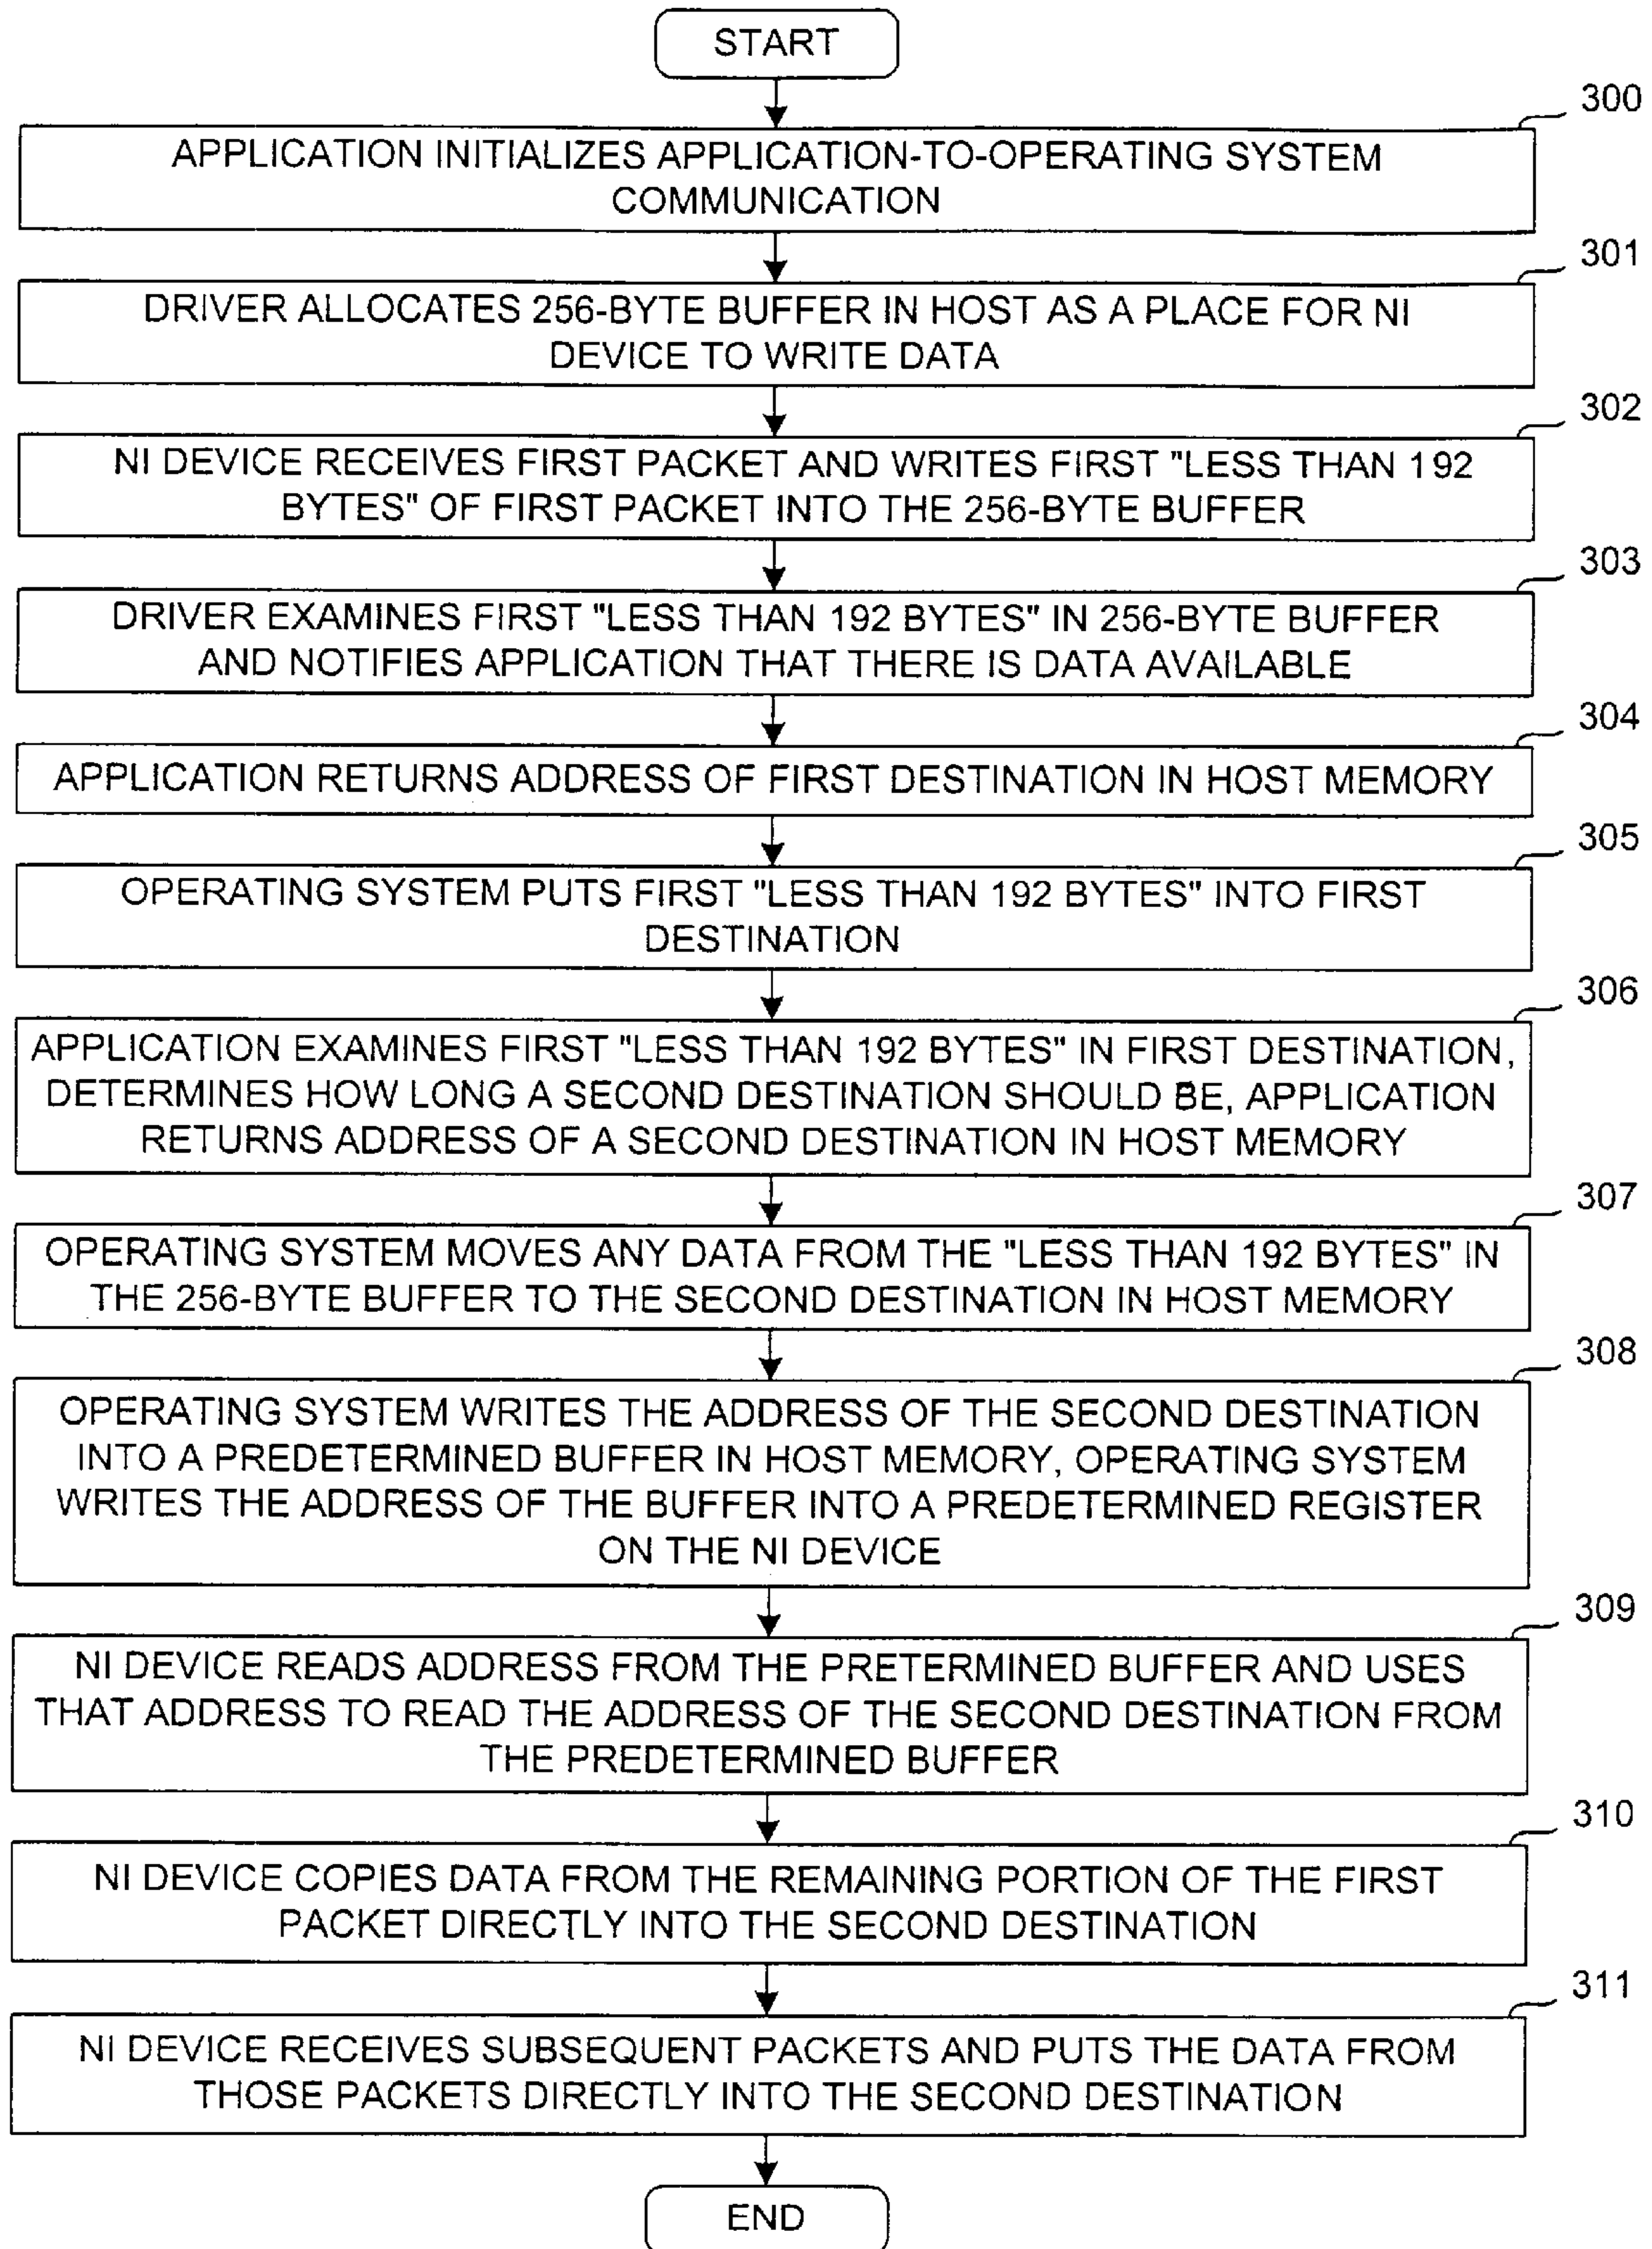 START
300
APPLICATION INITIALIZES APPLICATION-TO-OPERATING SYSTEM
COMMUNICATION
301
DRIVER ALLOCATES 256-BYTE BUFFER IN HOST AS A PLACE FOR NI
DEVICE TO WRITE DATA
302
NI DEVICE RECEIVES FIRST PACKET AND WRITES FIRST "LESS THAN 192
BYTES" OF FIRST PACKET INTO THE 256-BYTE BUFFER
303
DRIVER EXAMINES FIRST "LESS THAN 192 BYTES" IN 256-BYTE BUFFER
AND NOTIFIES APPLICATION THAT THERE IS DATA AVAILABLE
304
APPLICATION RETURNS ADDRESS OF FIRST DESTINATION IN HOST MEMORY
305
OPERATING SYSTEM PUTS FIRST "LESS THAN 192 BYTES" INTO FIRST
DESTINATION
306
APPLICATION EXAMINES FIRST "LESS THAN 192 BYTES" IN FIRST DESTINATION,
DETERMINES HOW LONG A SECOND DESTINATION SHOULD BE, APPLICATION
RETURNS ADDRESS OF A SECOND DESTINATION IN HOST MEMORY
307
OPERATING SYSTEM MOVES ANY DATA FROM THE "LESS THAN 192 BYTES" IN
THE 256-BYTE BUFFER TO THE SECOND DESTINATION IN HOST MEMORY
308
OPERATING SYSTEM WRITES THE ADDRESS OF THE SECOND DESTINATION
INTO A PREDETERMINED BUFFER IN HOST MEMORY, OPERATING SYSTEM
WRITES THE ADDRESS OF THE BUFFER INTO A PREDETERMINED REGISTER
ON THE NI DEVICE
309
NI DEVICE READS ADDRESS FROM THE PRETERMINED BUFFER AND USES
THAT ADDRESS TO READ THE ADDRESS OF THE SECOND DESTINATION FROM
THE PREDETERMINED BUFFER
310
NI DEVICE COPIES DATA FROM THE REMAINING PORTION OF THE FIRST
PACKET DIRECTLY INTO THE SECOND DESTINATION
311
NI DEVICE RECEIVES SUBSEQUENT PACKETS AND PUTS THE DATA FROM
THOSE PACKETS DIRECTLY INTO THE SECOND DESTINATION
END